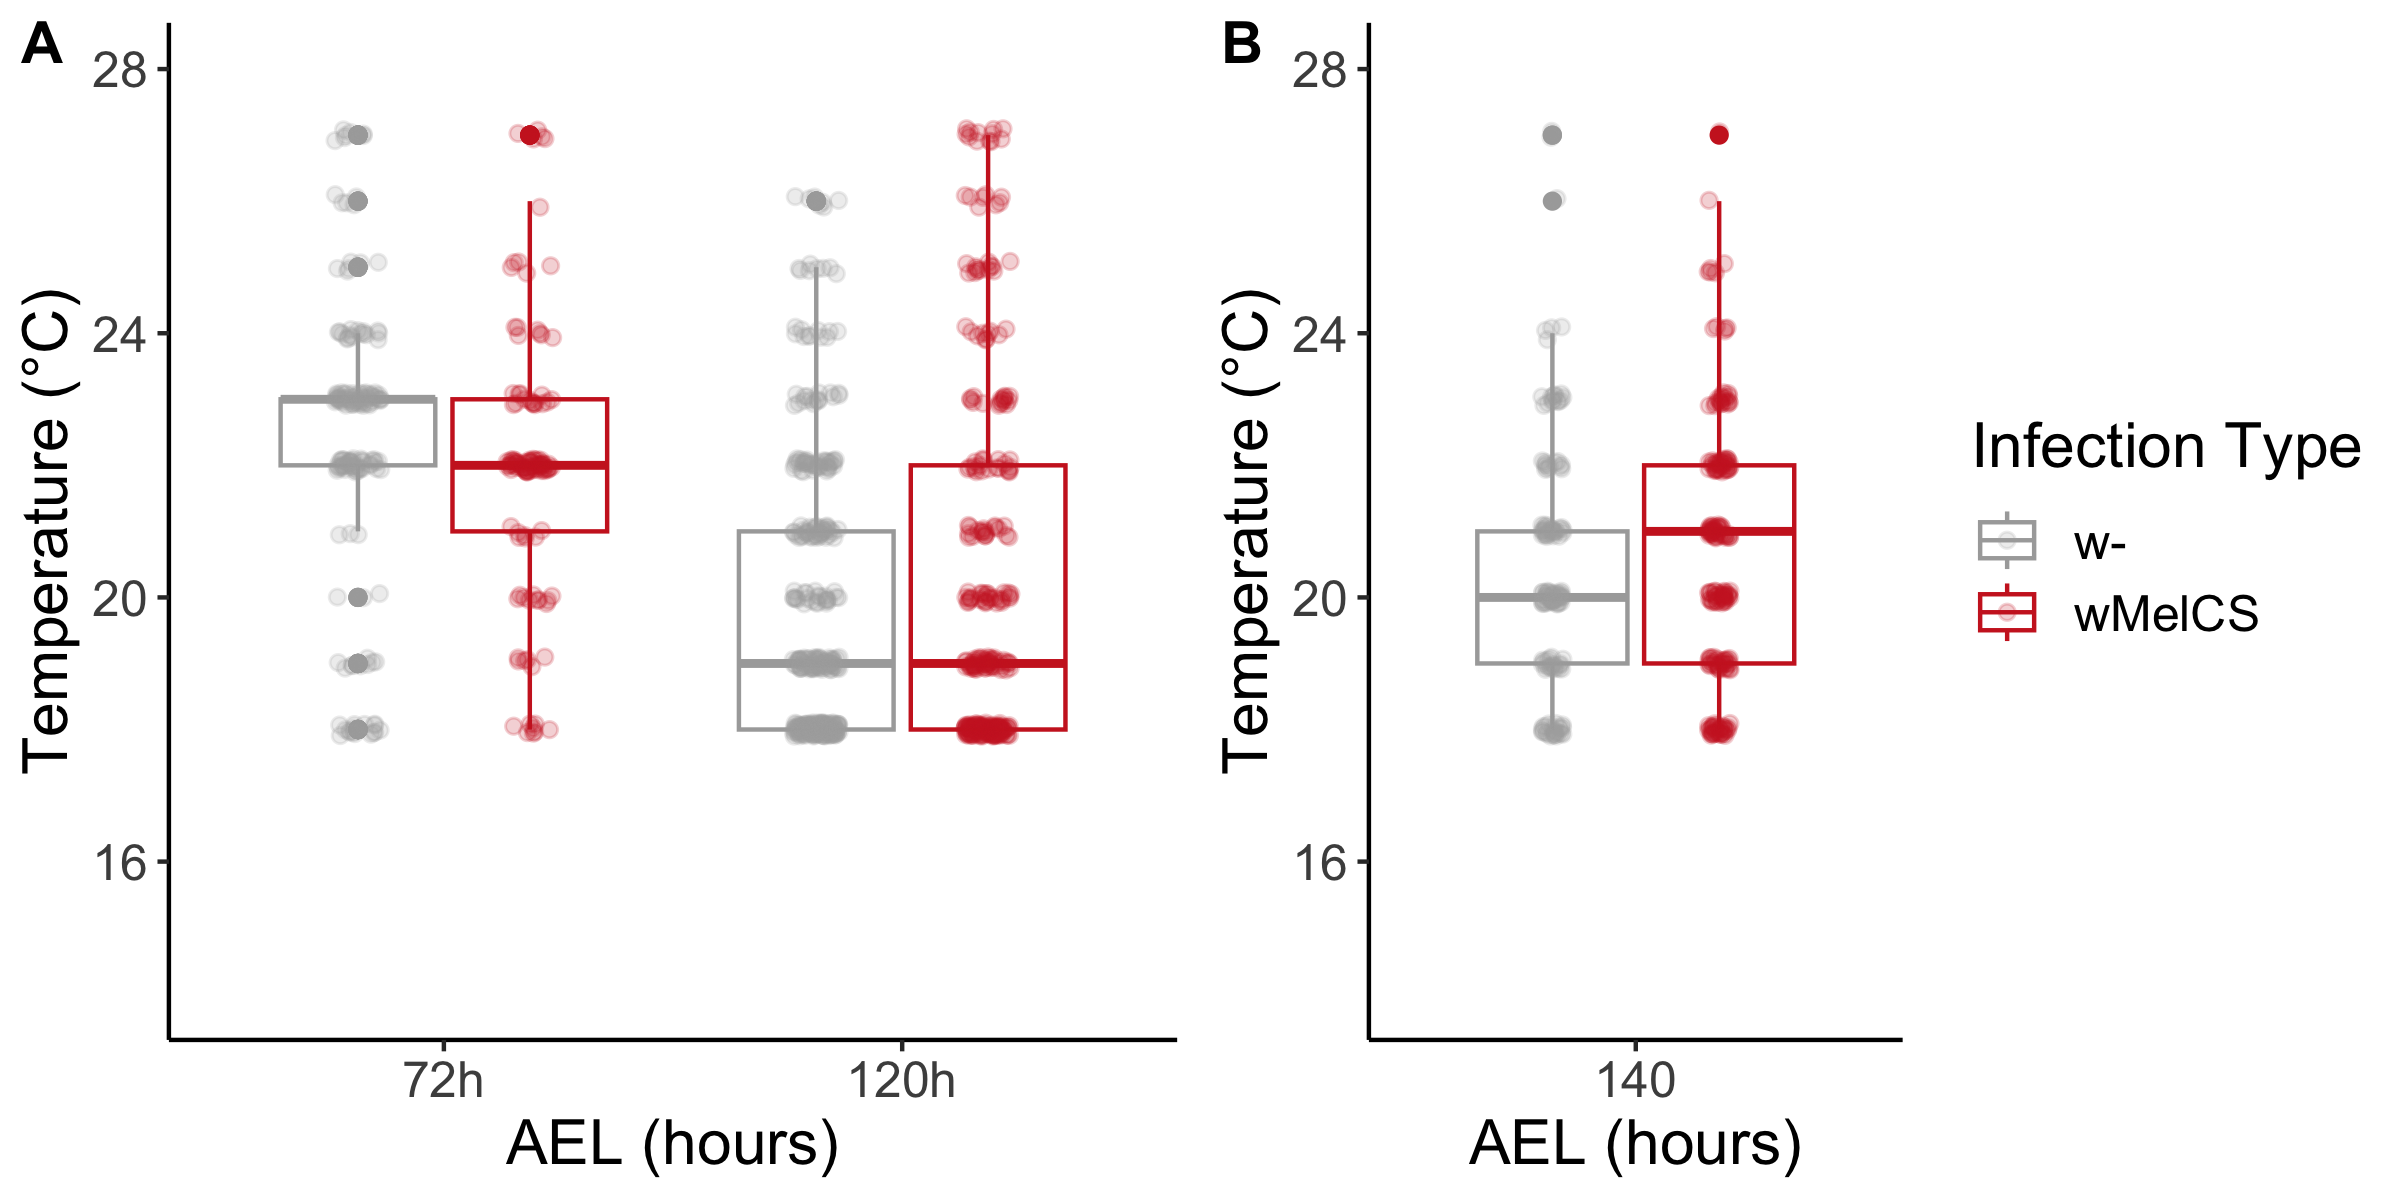 A
Temperature (°C)
28
24
20
16
72h
120h
AEL (hours)
B
Temperature (°C)
28
24
20
16
140
AEL (hours)
Infection Type
w-
wMelCS